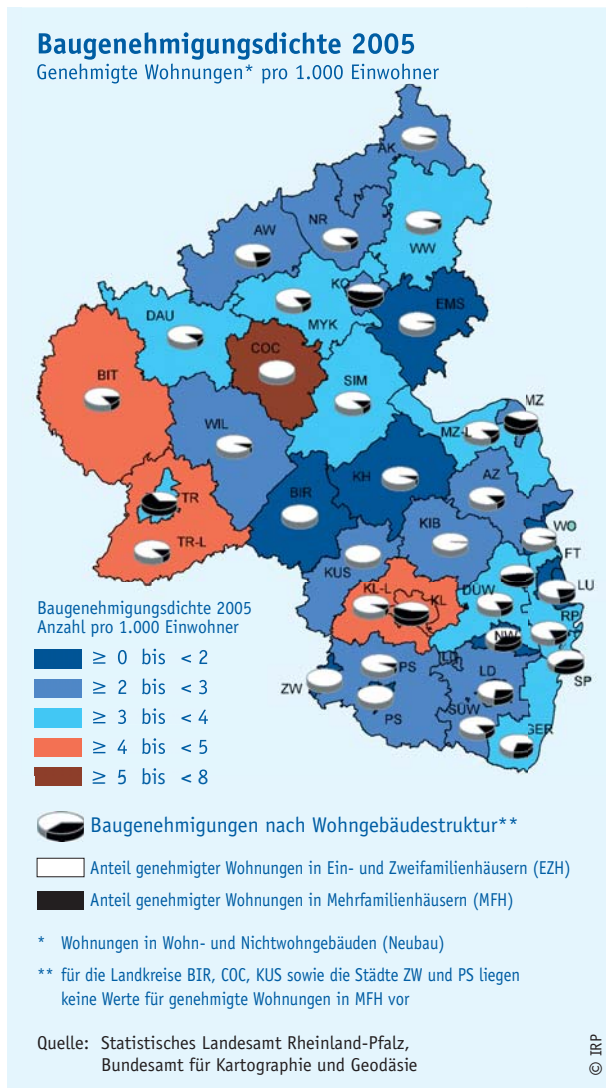 Baugenehmigungsdichte 2005
Genehmigte Wohnungen* pro 1.000 Einwohner
AK
NR
AW
WW
KO
EMS
DAU
MYK
COC
BIT
SIM
MZ
WIL
MZ-L
KH
AZ
TR
BIR
WO
KIB
TR-L
FT
KUS
KL-L
KL
DÜW
LU
RP
NW
SP
ZW
PS
LD
LD
PS
SÜW
GER
Baugenehmigungsdichte 2005
Anzahl pro 1.000 Einwohner
≥ 0 bis < 2
≥ 2 bis < 3
≥ 3 bis < 4
≥ 4 bis < 5
≥ 5 bis < 8
Baugenehmigungen nach Wohngebäudestruktur**
Anteil genehmigter Wohnungen in Ein- und Zweifamilienhäusern (EZH)
Anteil genehmigter Wohnungen in Mehrfamilienhäusern (MFH)
* Wohnungen in Wohn- und Nichtwohngebäuden (Neubau)
** für die Landkreise BIR, COC, KUS sowie die Städte ZW und PS liegen
keine Werte für genehmigte Wohnungen in MFH vor
Quelle: Statistisches Landesamt Rheinland-Pfalz,
Bundesamt für Kartographie und Geodäsie
© IRP